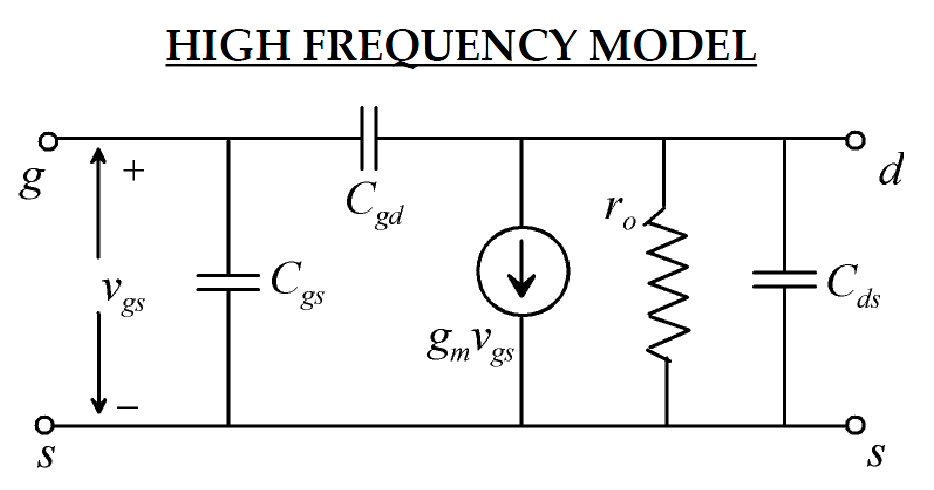 HIGH FREQUENCY MODEL
g
+
d
C_gd
r_o
v_gs
C_gs
C_ds
g_m v_gs
−
s
s